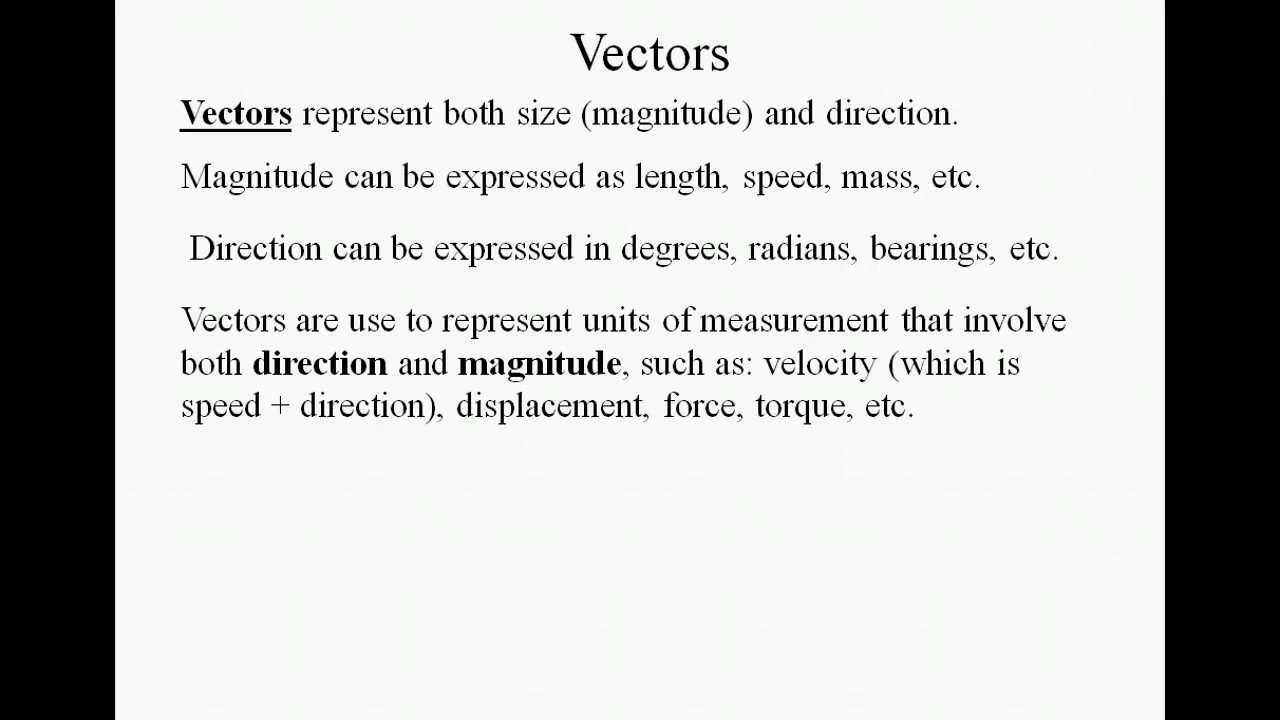 Vectors
Vectors represent both size (magnitude) and direction.
Magnitude can be expressed as length, speed, mass, etc.
Direction can be expressed in degrees, radians, bearings, etc.
Vectors are use to represent units of measurement that involve
both direction and magnitude, such as: velocity (which is
speed + direction), displacement, force, torque, etc.